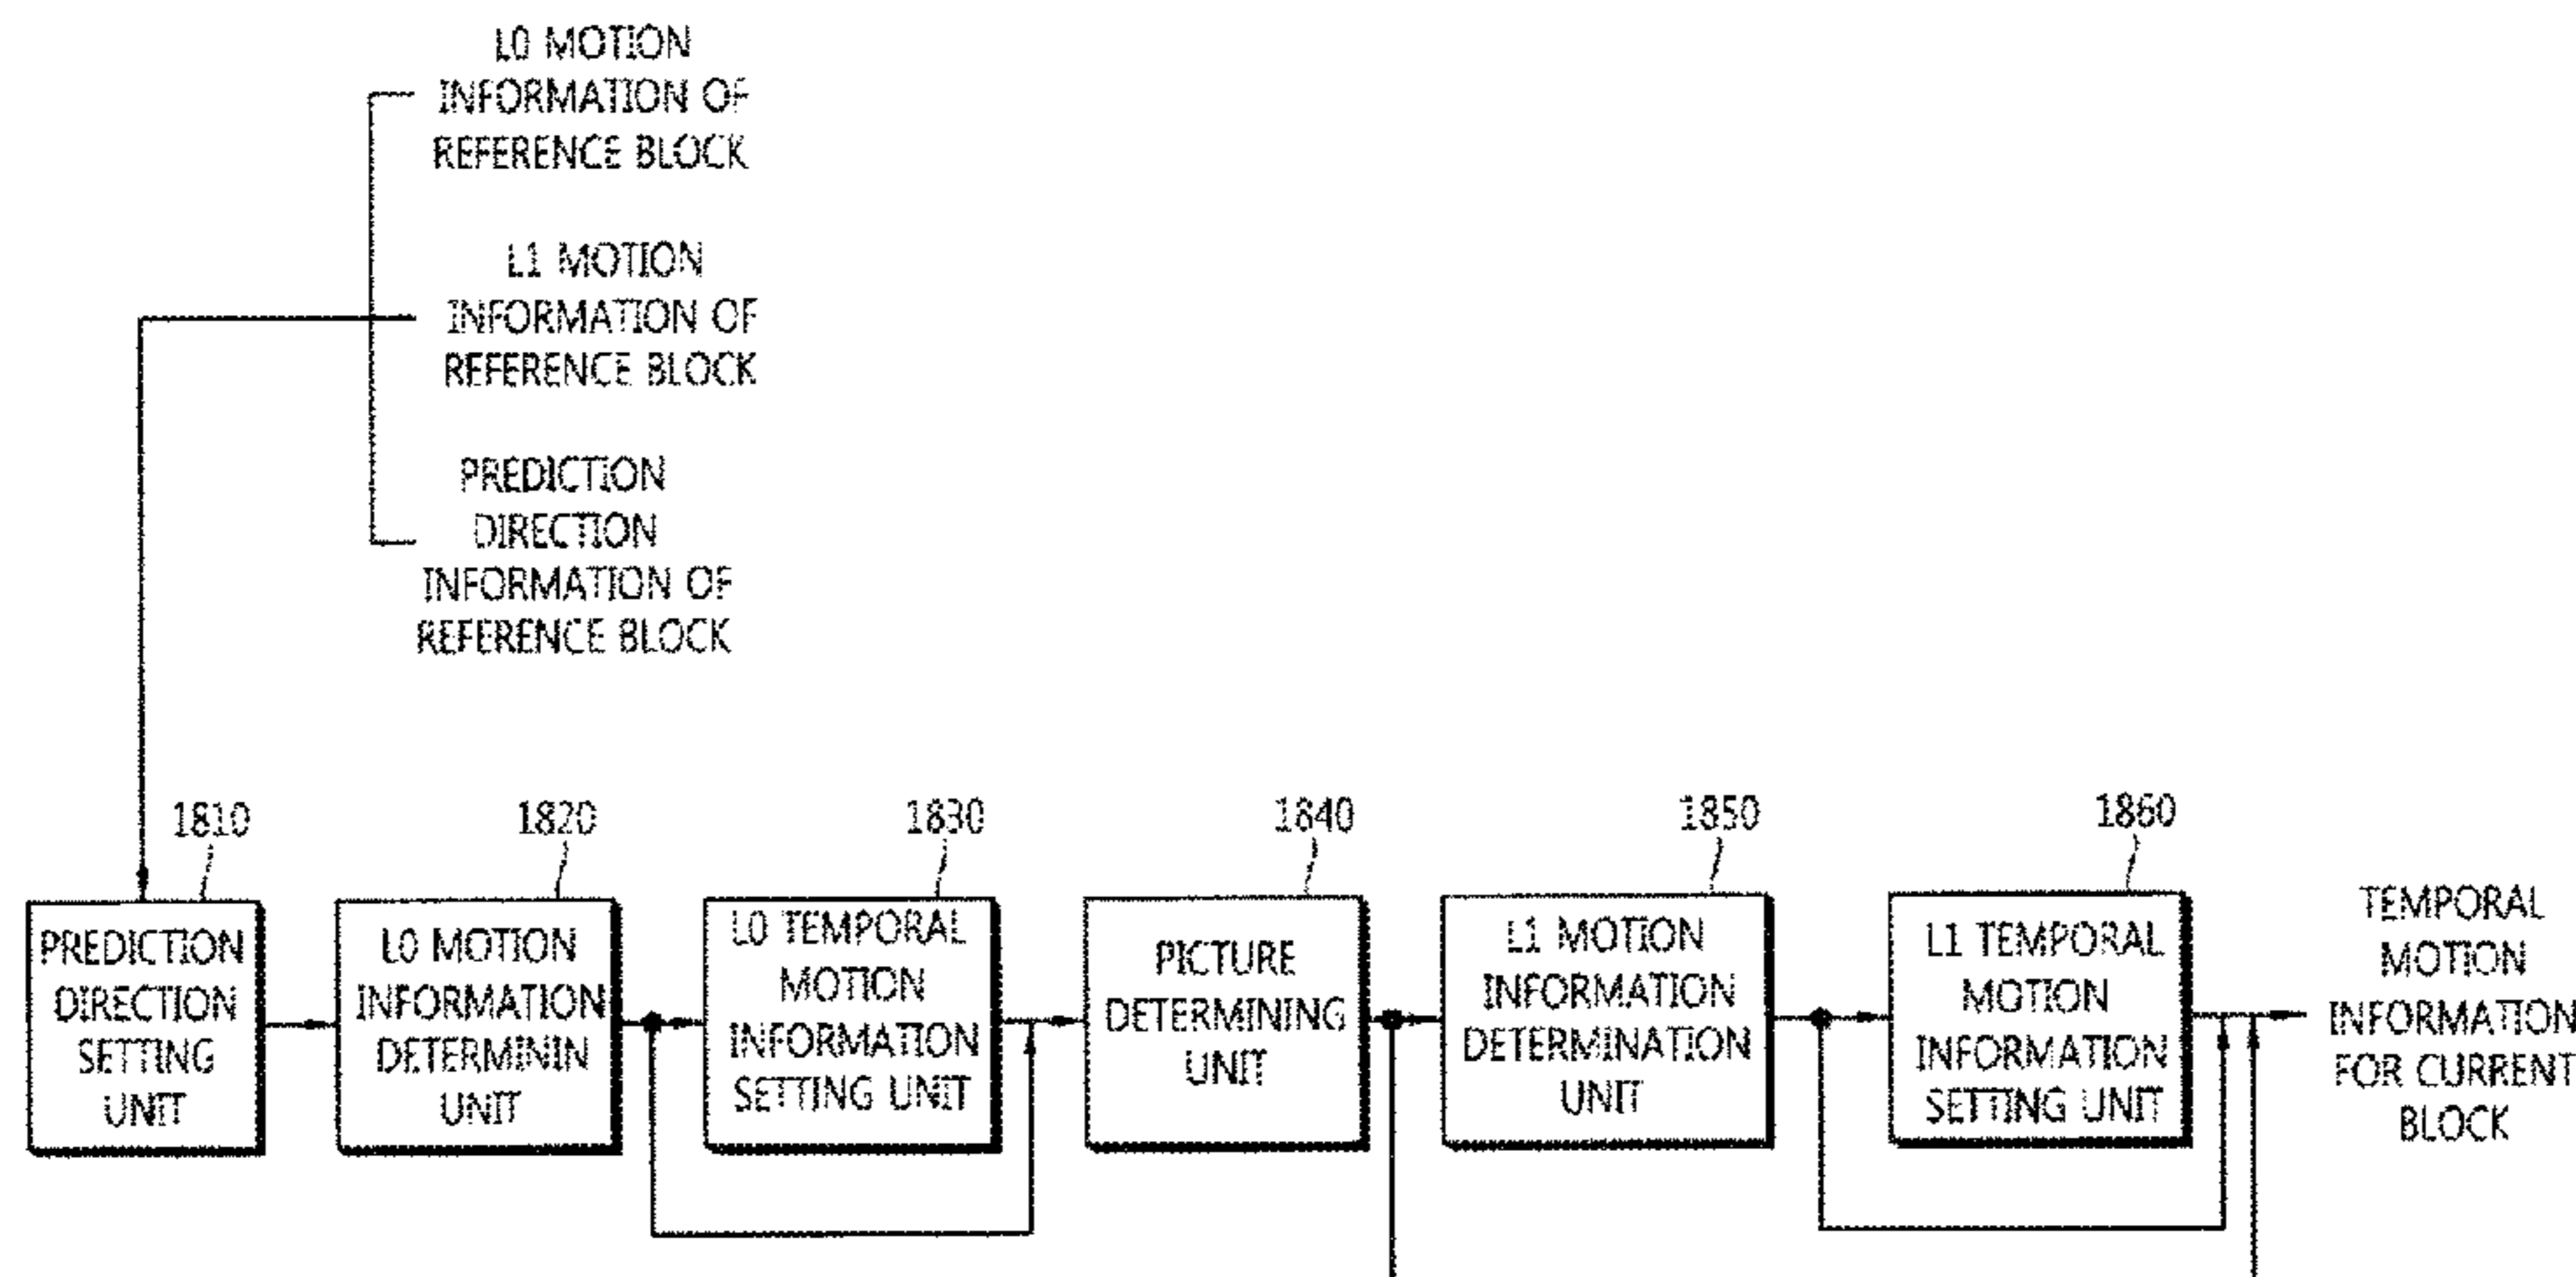 L0 MOTION
INFORMATION OF
REFERENCE BLOCK
L1 MOTION
INFORMATION OF
REFERENCE BLOCK
PREDICTION
DIRECTION
INFORMATION OF
REFERENCE BLOCK
1810
1820
1830
1840
1850
1860
PREDICTION
DIRECTION
SETTING
UNIT
L0 MOTION
INFORMATION
DETERMININ
UNIT
L0 TEMPORAL
MOTION
INFORMATION
SETTING UNIT
PICTURE
DETERMINING
UNIT
L1 MOTION
INFORMATION
DETERMINATION
UNIT
L1 TEMPORAL
MOTION
INFORMATION
SETTING UNIT
TEMPORAL
MOTION
INFORMATION
FOR CURRENT
BLOCK